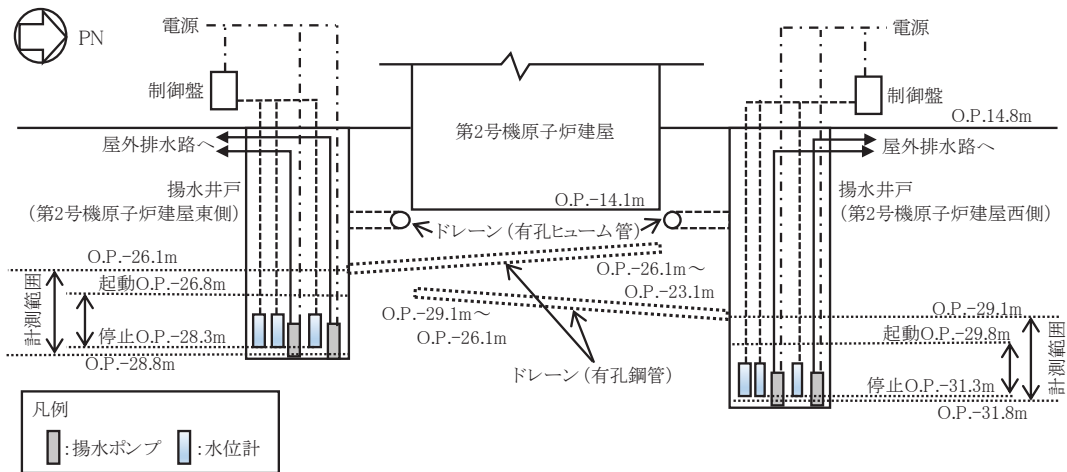 PN
電源
制御盤
屋外排水路へ
揚水井戸
(第2号機原子炉建屋東側)
O.P.-26.1m
起動O.P.-26.8m
計測範囲
停止O.P.-28.3m
O.P.-28.8m
第2号機原子炉建屋
O.P.-14.1m
ドレーン(有孔ヒューム管)
O.P.-26.1m~
O.P.-23.1m
O.P.-29.1m~
O.P.-26.1m
ドレーン(有孔鋼管)
電源
制御盤
O.P.14.8m
屋外排水路へ
揚水井戸
(第2号機原子炉建屋西側)
O.P.-29.1m
起動O.P.-29.8m
計測範囲
停止O.P.-31.3m
O.P.-31.8m
凡例
:揚水ポンプ :水位計